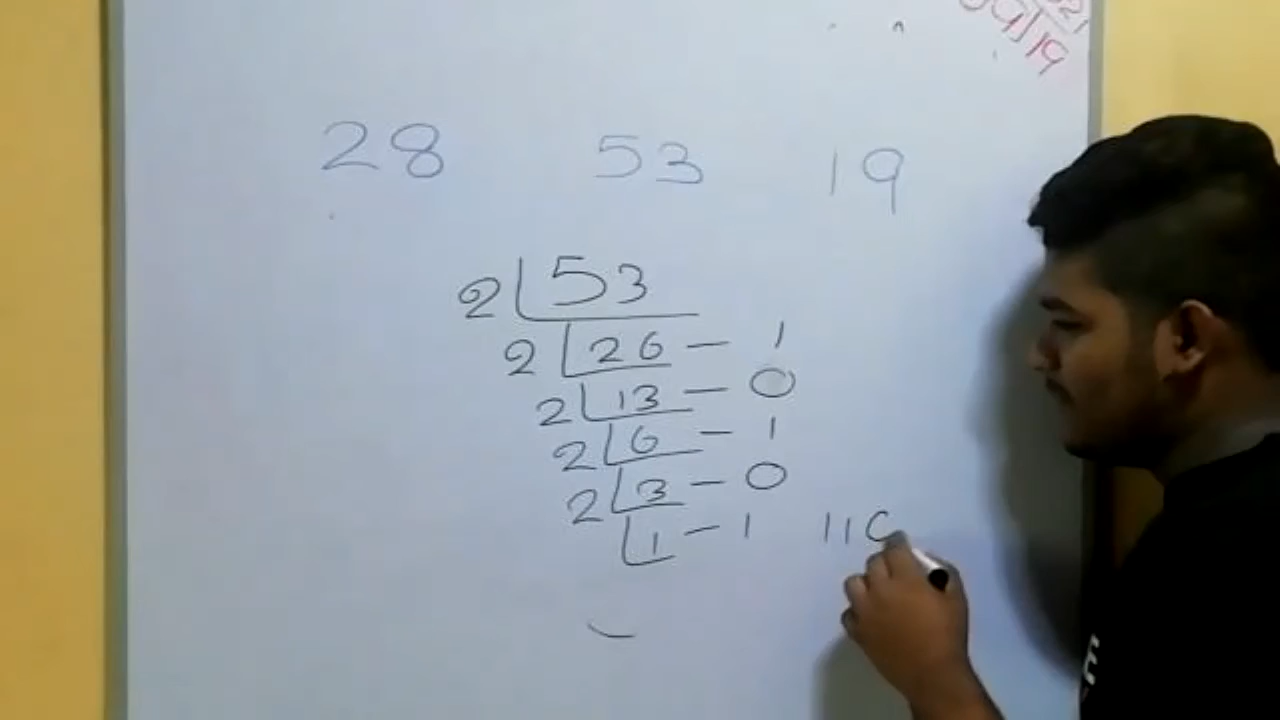 28 53 19
2 53
2 26 — 1
2 13 — 0
2 6 — 1
2 3 — 0
1 — 1 11